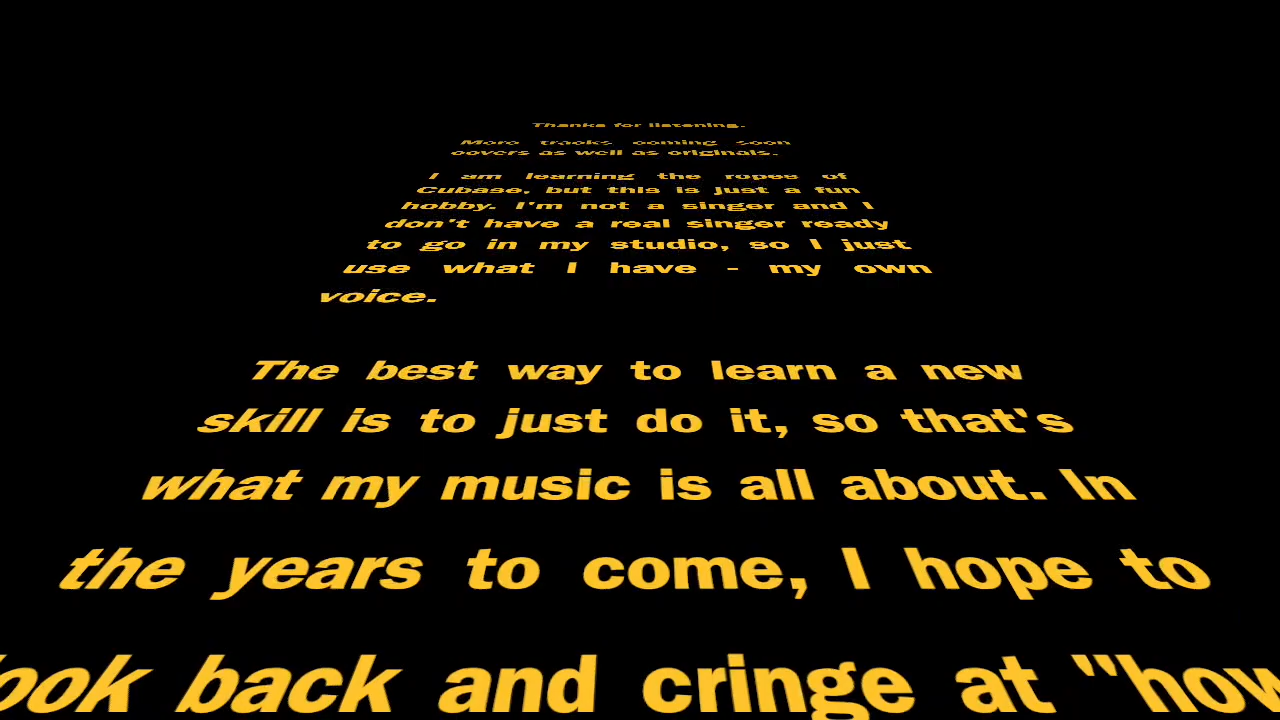 Thanks for listening.
More tracks coming soon
covers as well as originals.
I am learning the ropes of
Cubase, but this is just a fun
hobby. I'm not a singer and I
don't have a real singer ready
to go in my studio, so I just
use what I have - my own
voice.
The best way to learn a new
skill is to just do it, so that's
what my music is all about. In
the years to come, I hope to
look back and cringe at "how